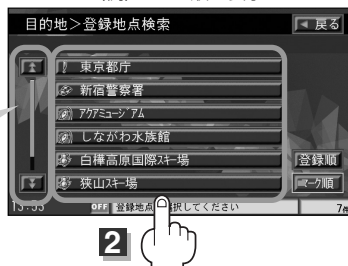 目的地＞登録地点検索
戻る
東京都庁
新宿警察署
アクアミュージアム
しながわ水族館
白樺高原国際スキー場
狭山スキー場
登録順
マーク順
OFF
登録地点 択してください
7件
2